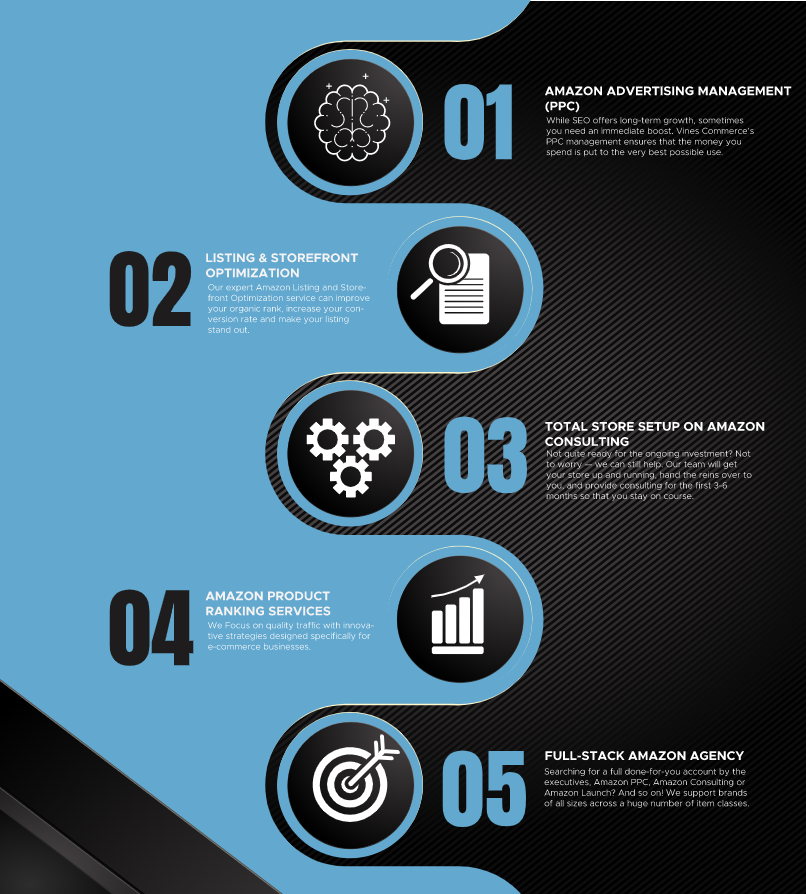 01
AMAZON ADVERTISING MANAGEMENT
(PPC)
While SEO offers long-term growth, sometimes
you need an immediate boost. Vines Commerce's
PPC management ensures that the money you
spend is put to the very best possible use.
02
LISTING & STOREFRONT
OPTIMIZATION
Our expert Amazon Listing and Store-
front Optimization service can improve
your organic rank, increase your con-
version rate and make your listing
stand out.
03
TOTAL STORE SETUP ON AMAZON
CONSULTING
Not quite ready for the ongoing investment? Not
to worry — we can still help. Our team will get
your store up and running, hand the reins over to
you, and provide consulting for the first 3-6
months so that you stay on course.
04
AMAZON PRODUCT
RANKING SERVICES
We Focus on quality traffic with innova-
tive strategies designed specifically for
e-commerce businesses.
05
FULL-STACK AMAZON AGENCY
Searching for a full done-for-you account by the
executives, Amazon PPC, Amazon Consulting or
Amazon Launch? And so on! We support brands
of all sizes across a huge number of item classes.